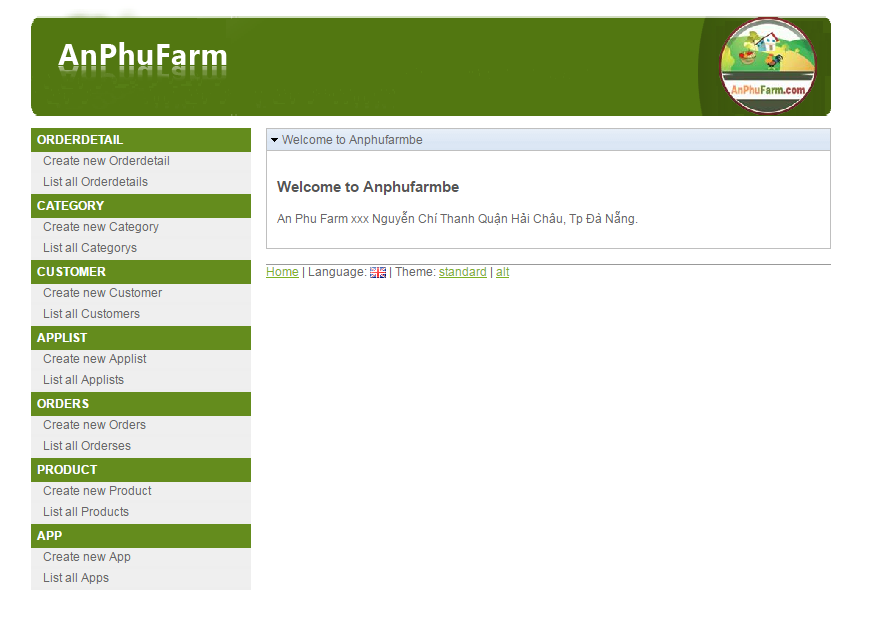 AnPhuFarm
AnPhuFarm.com
ORDERDETAIL
Create new Orderdetail
List all Orderdetails
CATEGORY
Create new Category
List all Categorys
CUSTOMER
Create new Customer
List all Customers
APPLIST
Create new Applist
List all Applists
ORDERS
Create new Orders
List all Orderses
PRODUCT
Create new Product
List all Products
APP
Create new App
List all Apps
Welcome to Anphufarmbe
Welcome to Anphufarmbe
An Phu Farm xxx Nguyễn Chí Thanh Quận Hải Châu, Tp Đà Nẵng.
Home | Language: | Theme: standard | alt